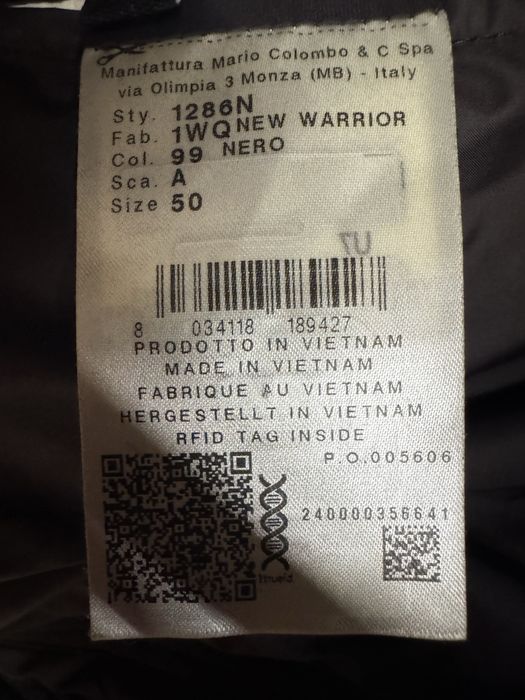 Manifattura Mario Colombo & C Spa
via Olimpia 3 Monza (MB) - Italy
Sty. 1286N
Fab. 1WQ NEW WARRIOR
Col. 99 NERO
Sca. A
Size 50
U7
8 034118 189427
PRODOTTO IN VIETNAM
MADE IN VIETNAM
FABRIQUE AU VIETNAM
HERGESTELLT IN VIETNAM
RFID TAG INSIDE
P.O.005606
240000356641